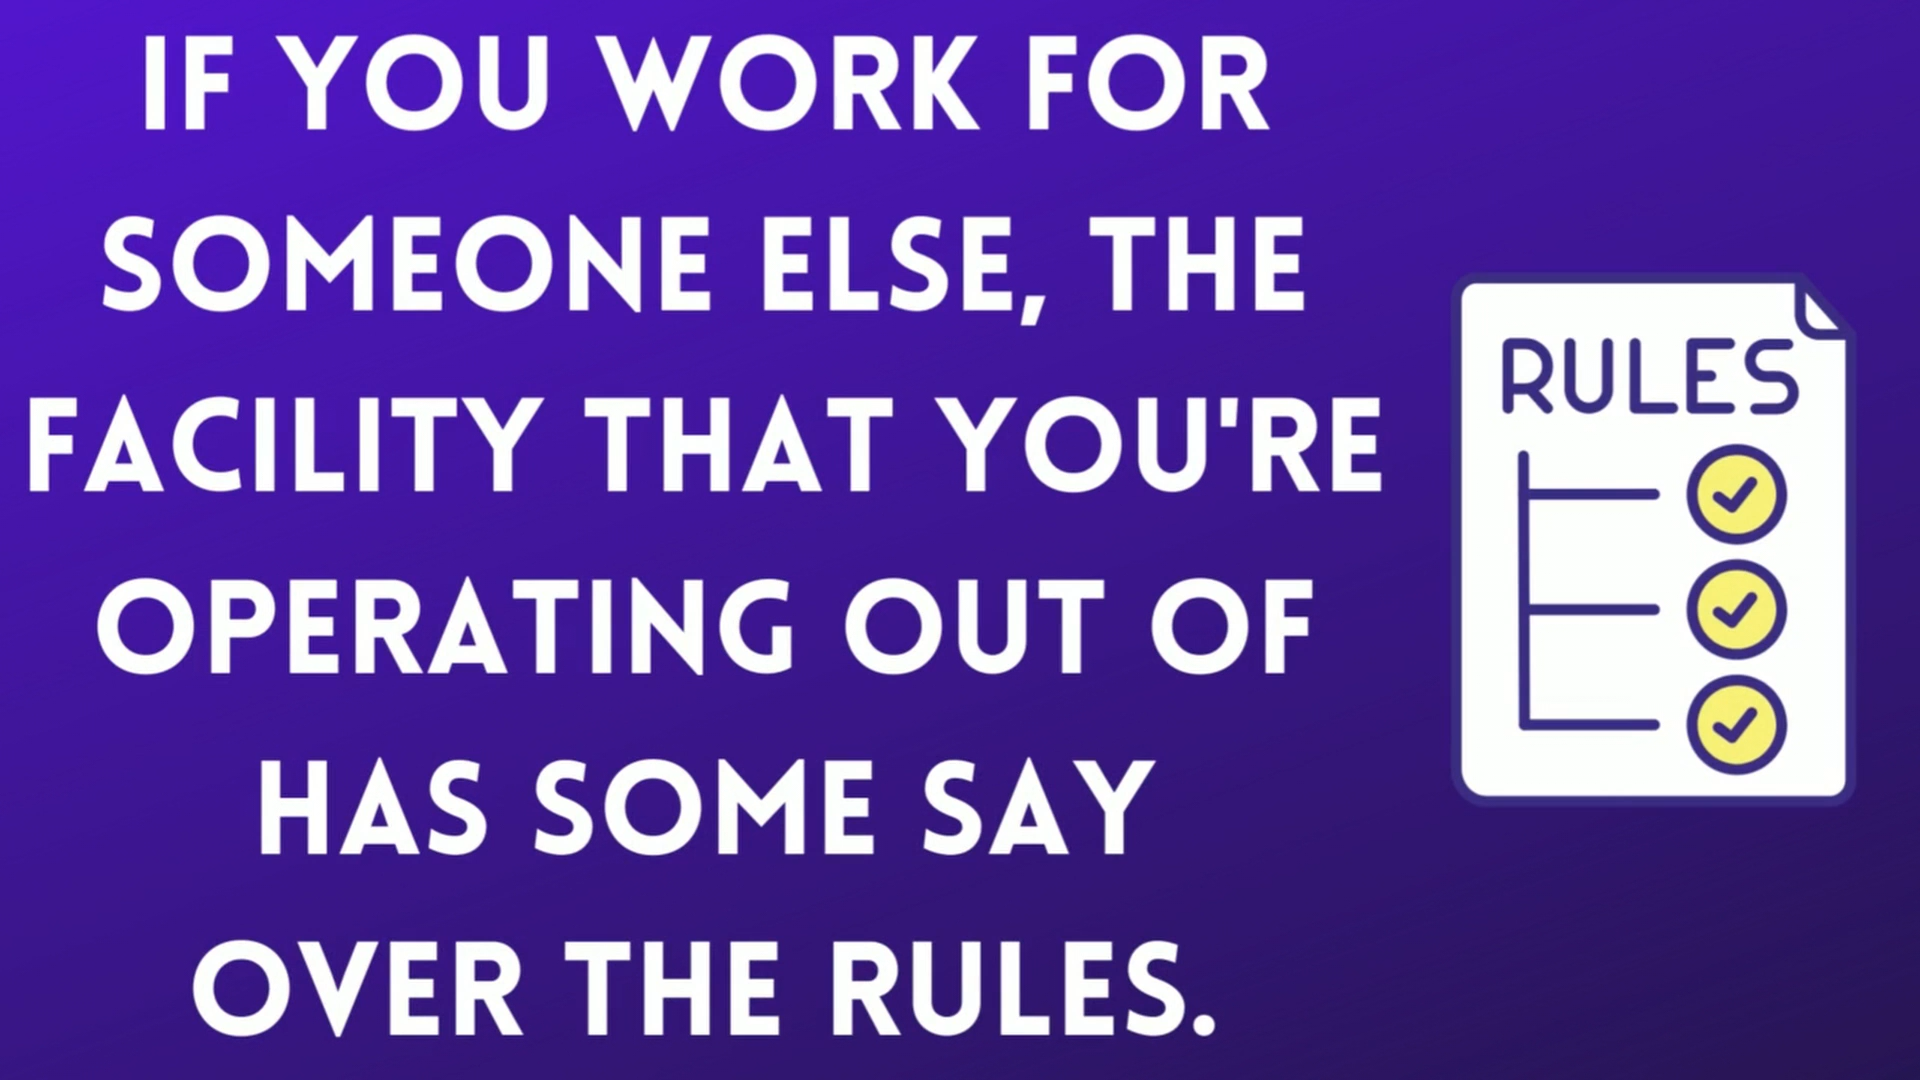 IF YOU WORK FOR
SOMEONE ELSE, THE
FACILITY THAT YOU'RE
OPERATING OUT OF
HAS SOME SAY
OVER THE RULES.
RULES